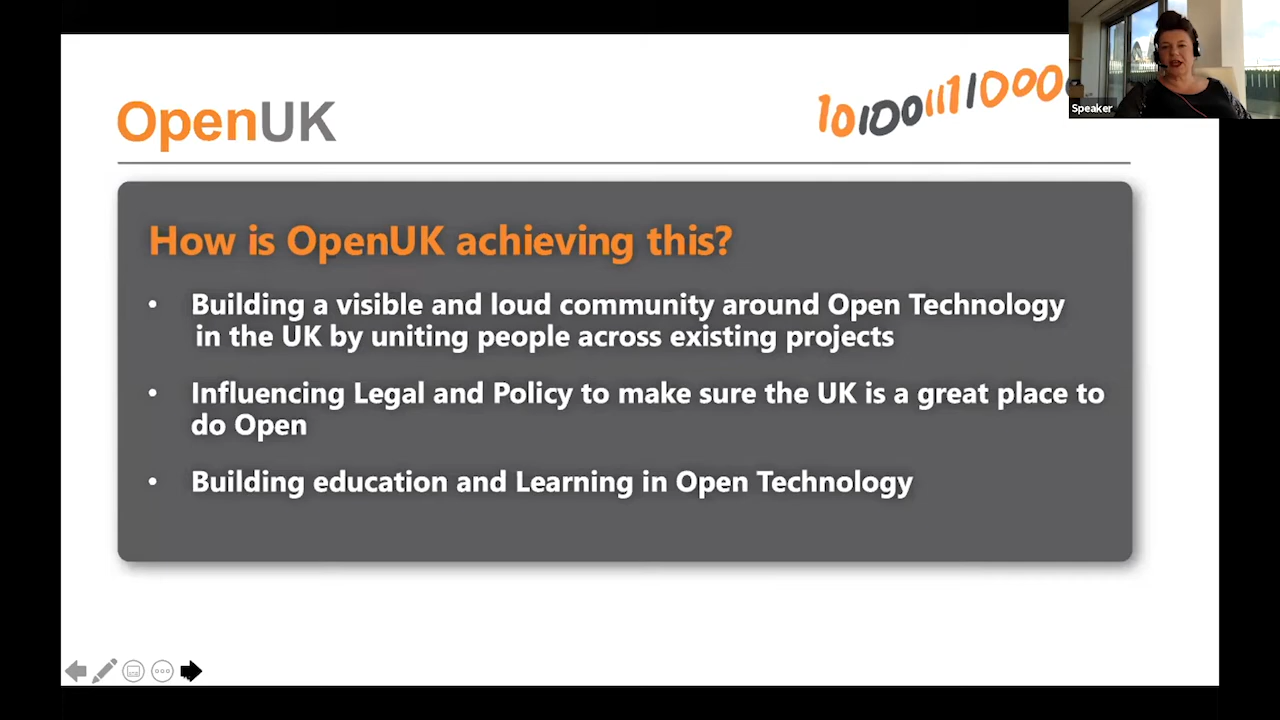 OpenUK
10100111100
Speaker
How is OpenUK achieving this?
• Building a visible and loud community around Open Technology
in the UK by uniting people across existing projects
• Influencing Legal and Policy to make sure the UK is a great place to
do Open
• Building education and Learning in Open Technology